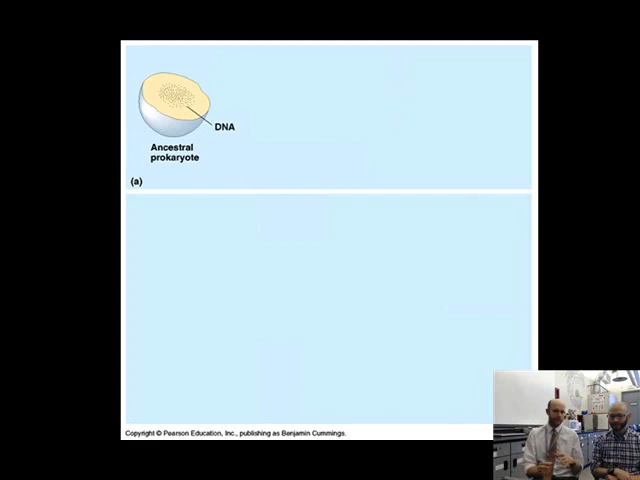 DNA
Ancestral
prokaryote
(a)
Copyright © Pearson Education, Inc., publishing as Benjamin Cummings.